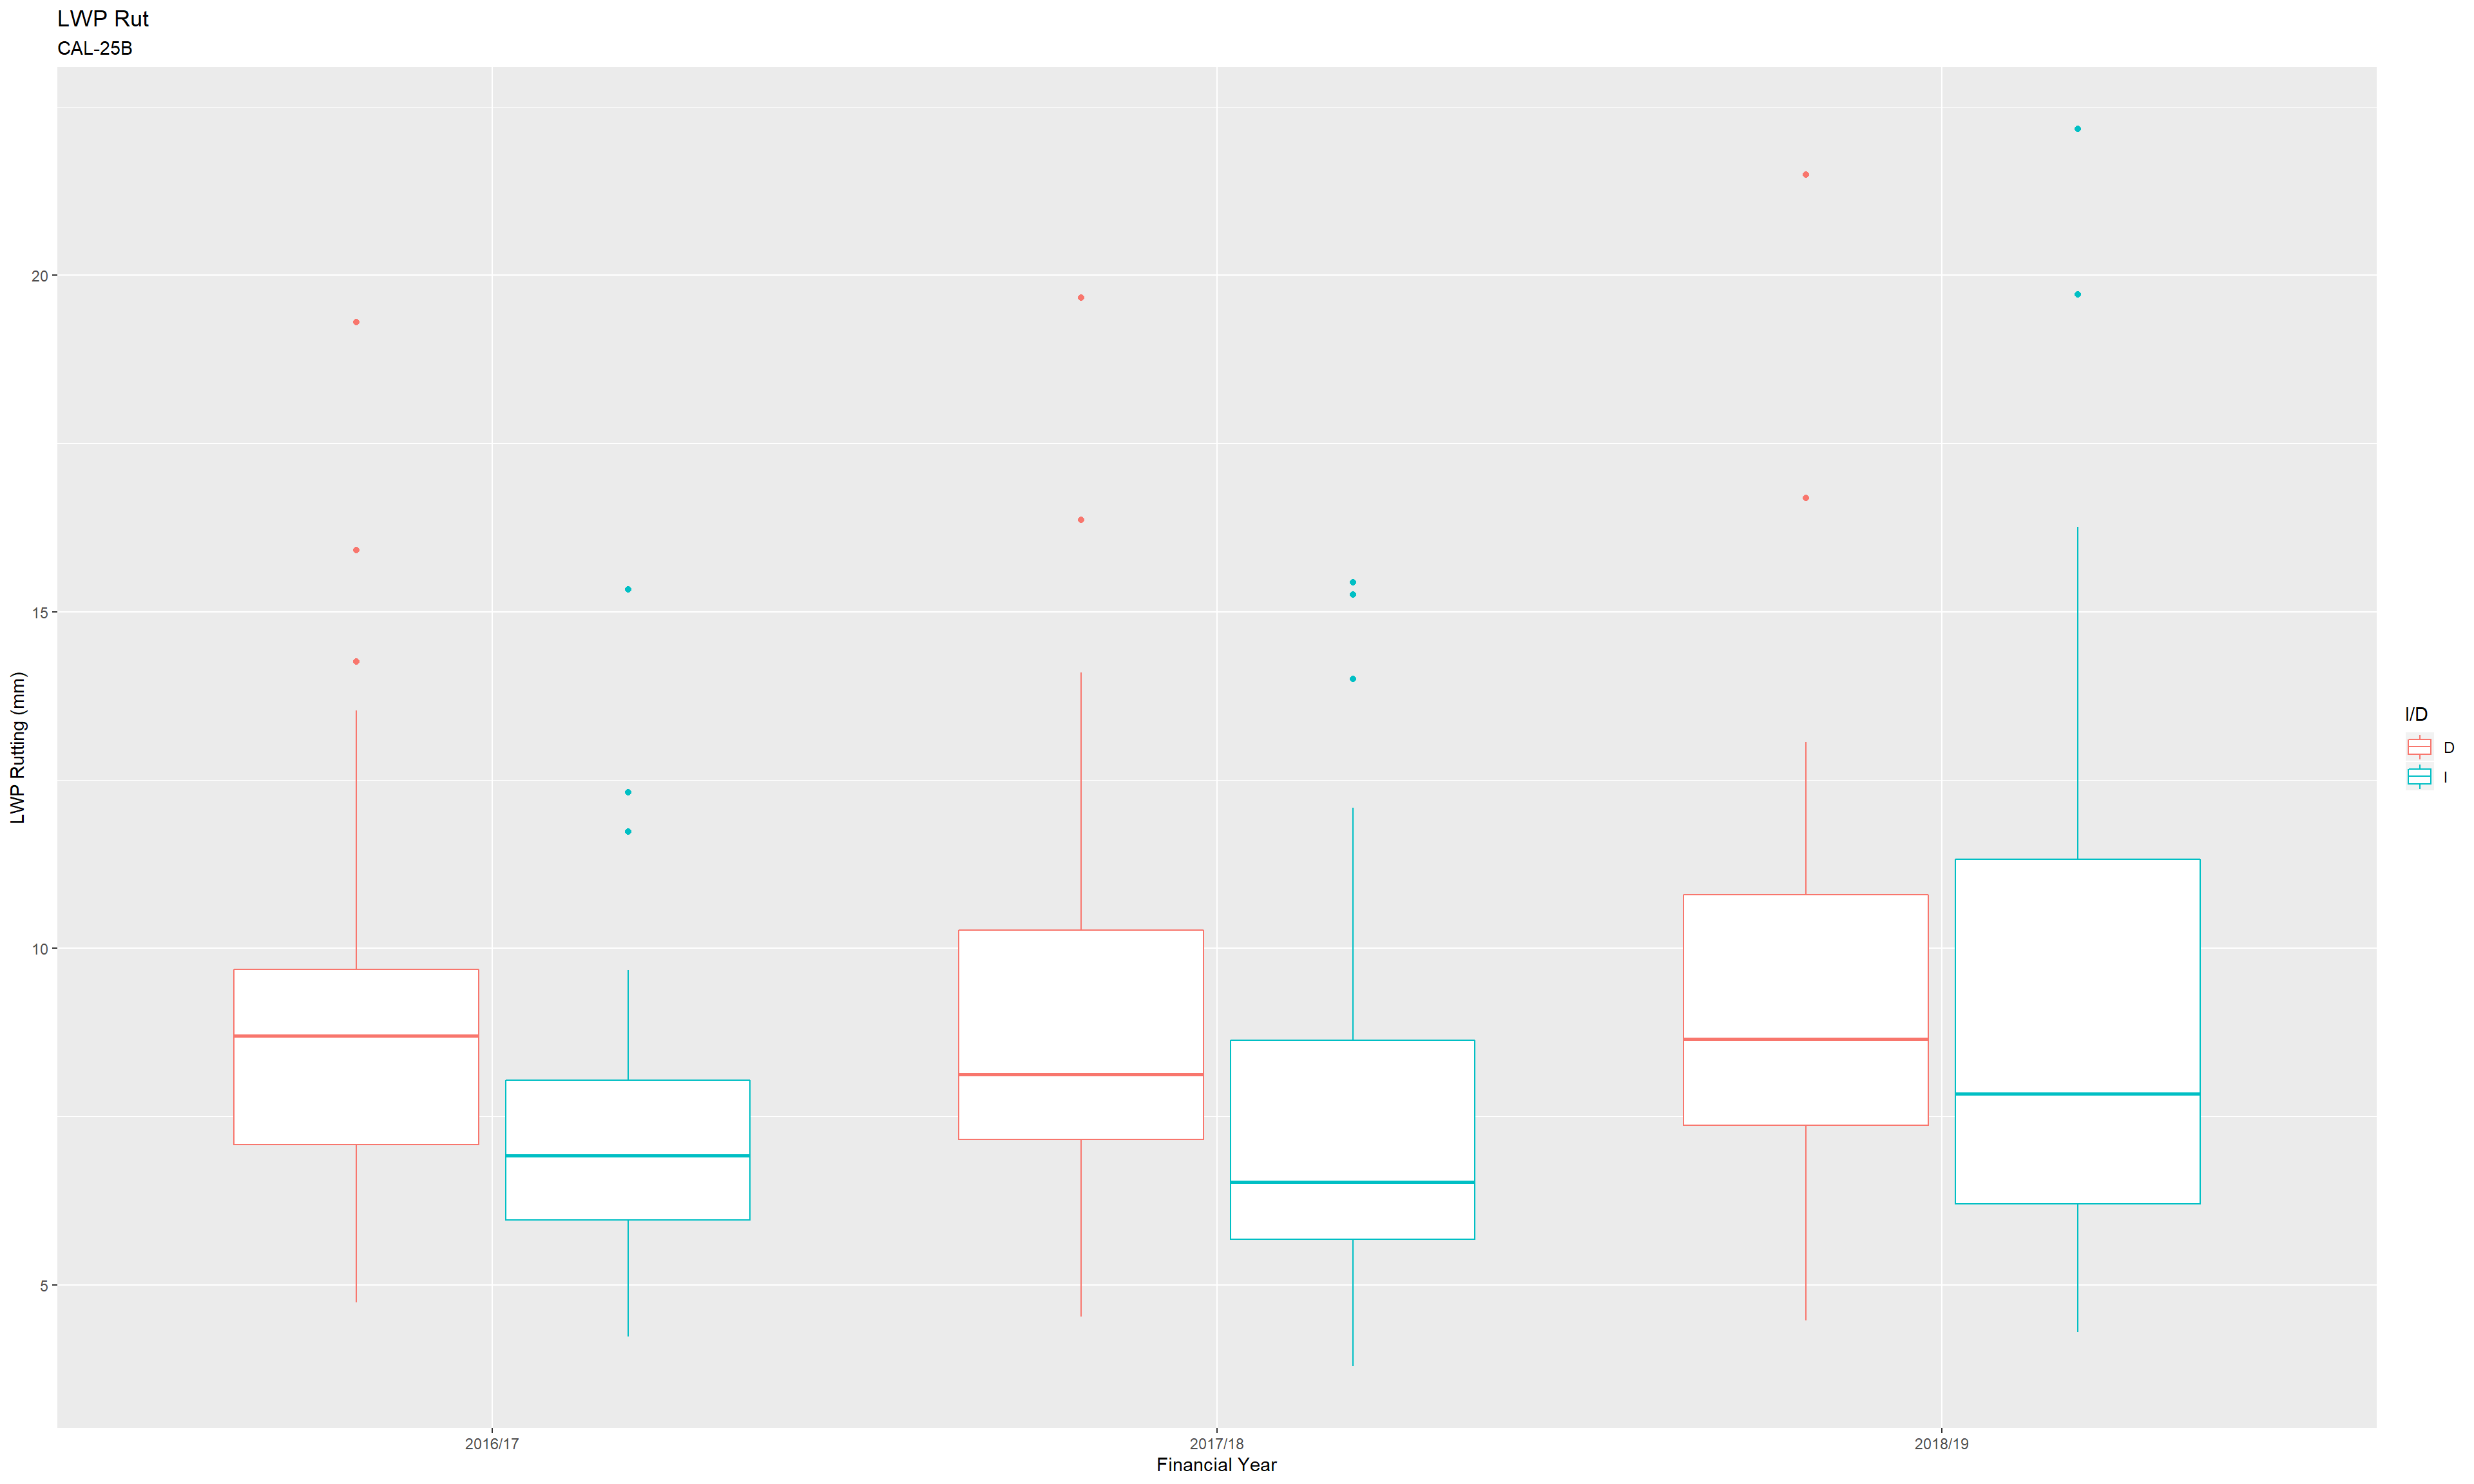 LWP Rut
CAL-25B
LWP Rutting (mm)
20
15
10
5
2016/17
2017/18
2018/19
Financial Year
I/D
D
I